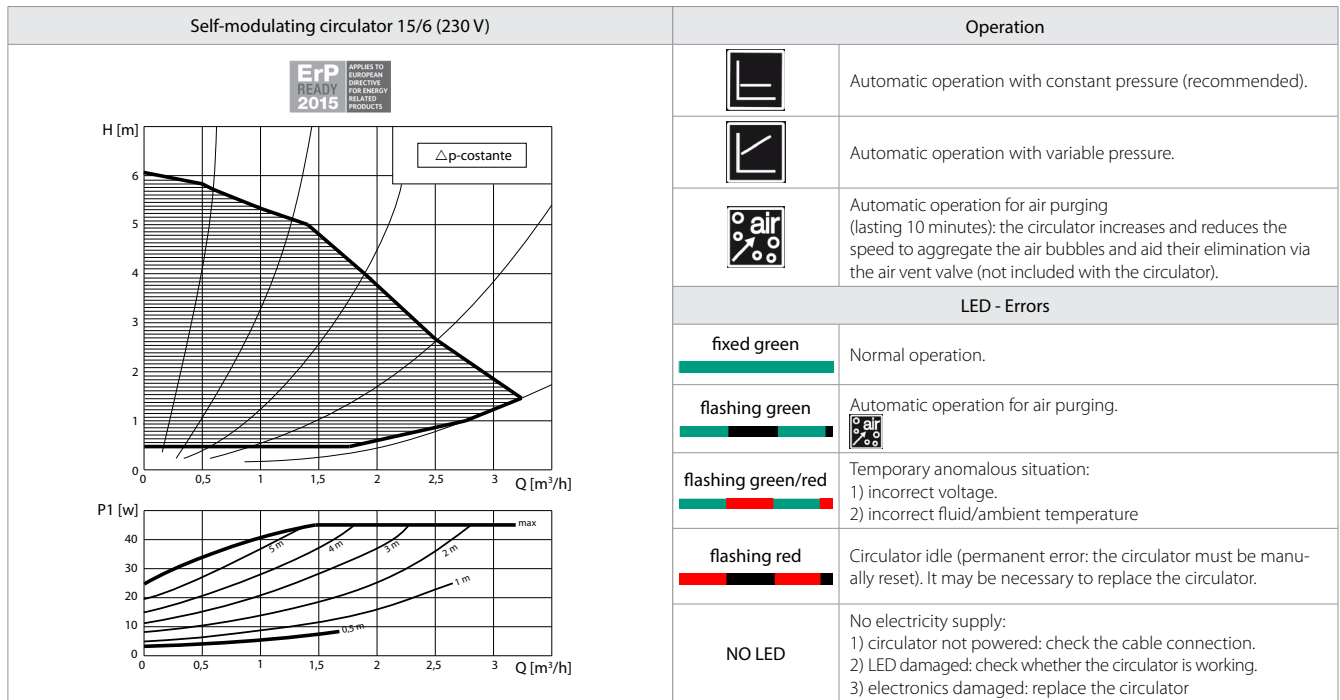 Self-modulating circulator 15/6 (230 V)
ErP
READY
2015
APPLIES TO
EUROPEAN
DIRECTIVE
FOR ENERGY
RELATED
PRODUCTS
H [m]
△p-costante
6
5
4
3
2
1
0
0 0,5 1 1,5 2 2,5 3 Q [m³/h]
P1 [w]
40
30
20
10
0
max
5 m
4 m
3 m
2 m
1 m
0,5 m
0 0,5 1 1,5 2 2,5 3 Q [m³/h]
Operation
Automatic operation with constant pressure (recommended).
Automatic operation with variable pressure.
air
Automatic operation for air purging
(lasting 10 minutes): the circulator increases and reduces the
speed to aggregate the air bubbles and aid their elimination via
the air vent valve (not included with the circulator).
LED - Errors
fixed green
Normal operation.
flashing green
Automatic operation for air purging.
air
flashing green/red
Temporary anomalous situation:
1) incorrect voltage.
2) incorrect fluid/ambient temperature
flashing red
Circulator idle (permanent error: the circulator must be manu-
ally reset). It may be necessary to replace the circulator.
NO LED
No electricity supply:
1) circulator not powered: check the cable connection.
2) LED damaged: check whether the circulator is working.
3) electronics damaged: replace the circulator